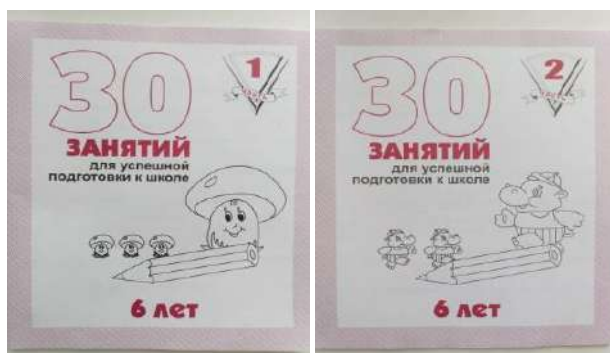 30
1
ЗАНЯТИЙ
для успешной
подготовки к школе
6 лет
30
2
ЗАНЯТИЙ
для успешной
подготовки к школе
6 лет